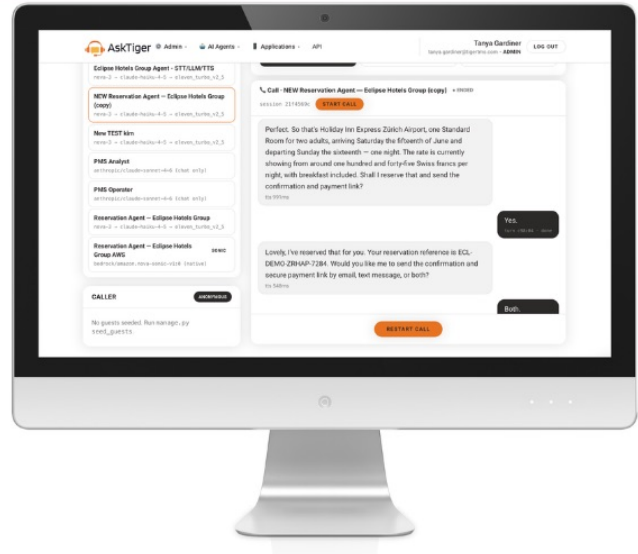 AskTiger
Admin
AI Agents
Applications
API
Tanya Gardiner
ADMIN
LOG OUT
Eclipse Hotels Group Agent - STT/LLM/TTS
nova-3 → claude-haiku-4-5 → eleven_turbo_v2_5
NEW Reservation Agent — Eclipse Hotels Group
(copy)
nova-3 → claude-haiku-4-5 → eleven_turbo_v2_5
New TEST kim
nova-3 → claude-haiku-4-5 → eleven_turbo_v2_5
PMS Analyst
PMS Operator
Reservation Agent — Eclipse Hotels Group
nova-3 → claude-haiku-4-5 → eleven_turbo_v2_5
Reservation Agent — Eclipse Hotels
Group AWS
SONIC
CALLER
ANONYMOUS
No guests seeded. Run manage.py
seed_guests.
Call · NEW Reservation Agent — Eclipse Hotels Group (copy)
ENDED
session
START CALL
Perfect. So that's Holiday Inn Express Zürich Airport, one Standard
Room for two adults, arriving Saturday the fifteenth of June and
departing Sunday the sixteenth — one night. The rate is currently
showing from around one hundred and forty-five Swiss francs per
night, with breakfast included. Shall I reserve that and send the
confirmation and payment link?
Yes.
Lovely, I've reserved that for you. Your reservation reference is ECL-
DEMO-ZRHAP-7284. Would you like me to send the confirmation and
secure payment link by email, text message, or both?
Both.
RESTART CALL